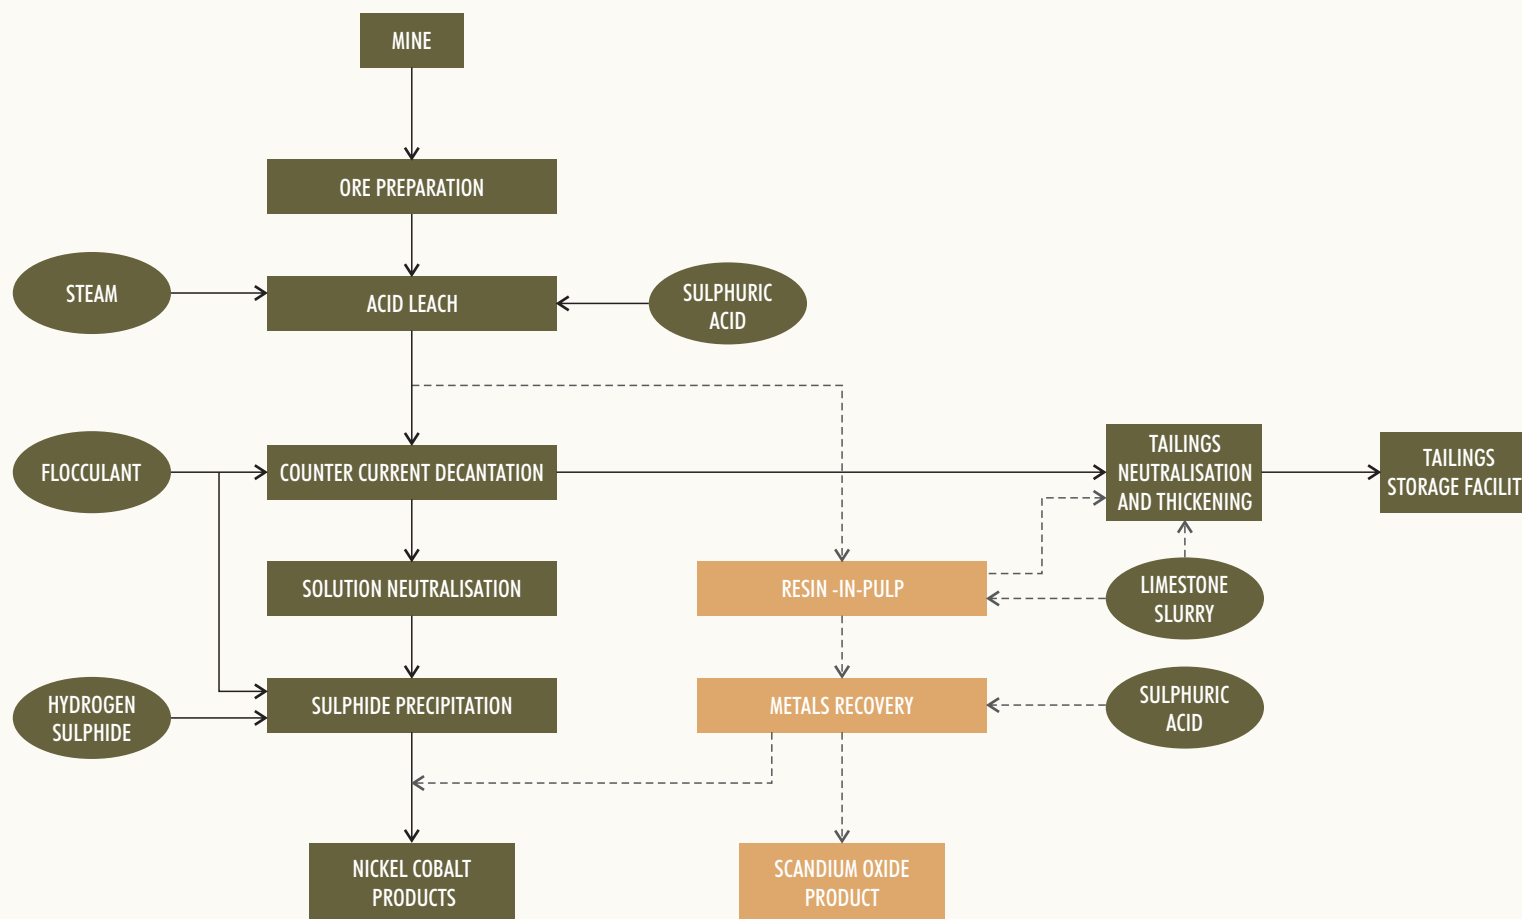 MINE
ORE PREPARATION
STEAM
ACID LEACH
SULPHURIC
ACID
FLOCCULANT
COUNTER CURRENT DECANTATION
TAILINGS
NEUTRALISATION
AND THICKENING
TAILINGS
STORAGE FACILIT
SOLUTION NEUTRALISATION
RESIN -IN-PULP
LIMESTONE
SLURRY
HYDROGEN
SULPHIDE
SULPHIDE PRECIPITATION
METALS RECOVERY
SULPHURIC
ACID
NICKEL COBALT
PRODUCTS
SCANDIUM OXIDE
PRODUCT